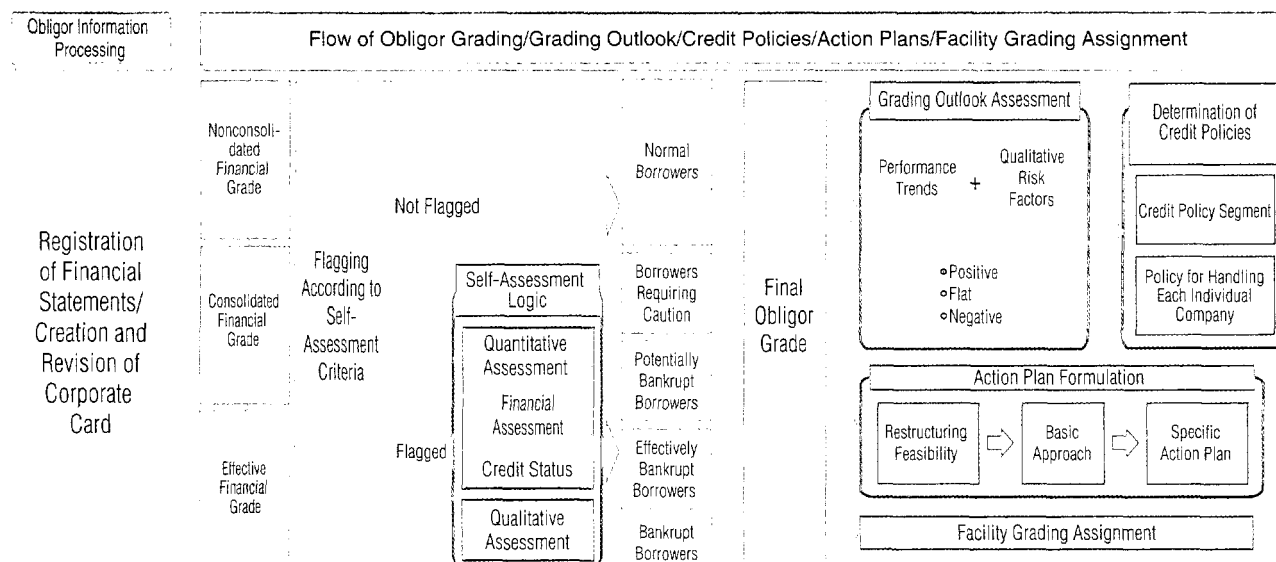 Obligor Information
Processing
Flow of Obligor Grading/Grading Outlook/Credit Policies/Action Plans/Facility Grading Assignment
Registration
of Financial
Statements/
Creation and
Revision of
Corporate
Card
Nonconsoli-
dated
Financial
Grade
Consolidated
Financial
Grade
Effective
Financial
Grade
Flagging
According to
Self-
Assessment
Criteria
Not Flagged
Flagged
Self-Assessment
Logic
Quantitative
Assessment
Financial
Assessment
Credit Status
Qualitative
Assessment
Normal
Borrowers
Borrowers
Requiring
Caution
Potentially
Bankrupt
Borrowers
Effectively
Bankrupt
Borrowers
Bankrupt
Borrowers
Final
Obligor
Grade
Grading Outlook Assessment
Performance
Trends
+
Qualitative
Risk
Factors
Positive
Flat
Negative
Determination of
Credit Policies
Credit Policy Segment
Policy for Handling
Each Individual
Company
Action Plan Formulation
Restructuring
Feasibility
Basic
Approach
Specific
Action Plan
Facility Grading Assignment